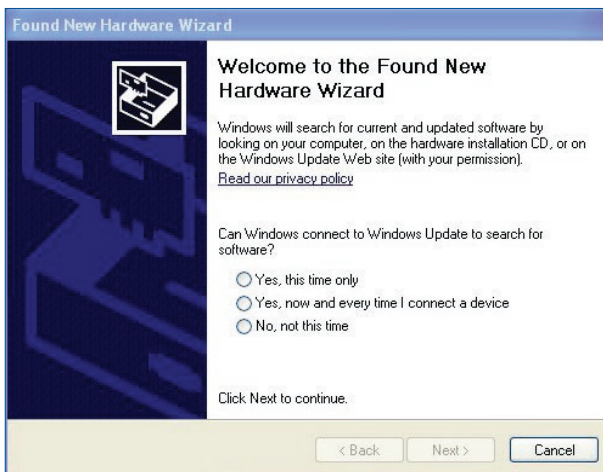 Found New Hardware Wizard
Welcome to the Found New
Hardware Wizard
Windows will search for current and updated software by
looking on your computer, on the hardware installation CD, or on
the Windows Update Web site (with your permission).
Read our privacy policy
Can Windows connect to Windows Update to search for
software?
Yes, this time only
Yes, now and every time I connect a device
No, not this time
Click Next to continue.
< Back Next > Cancel